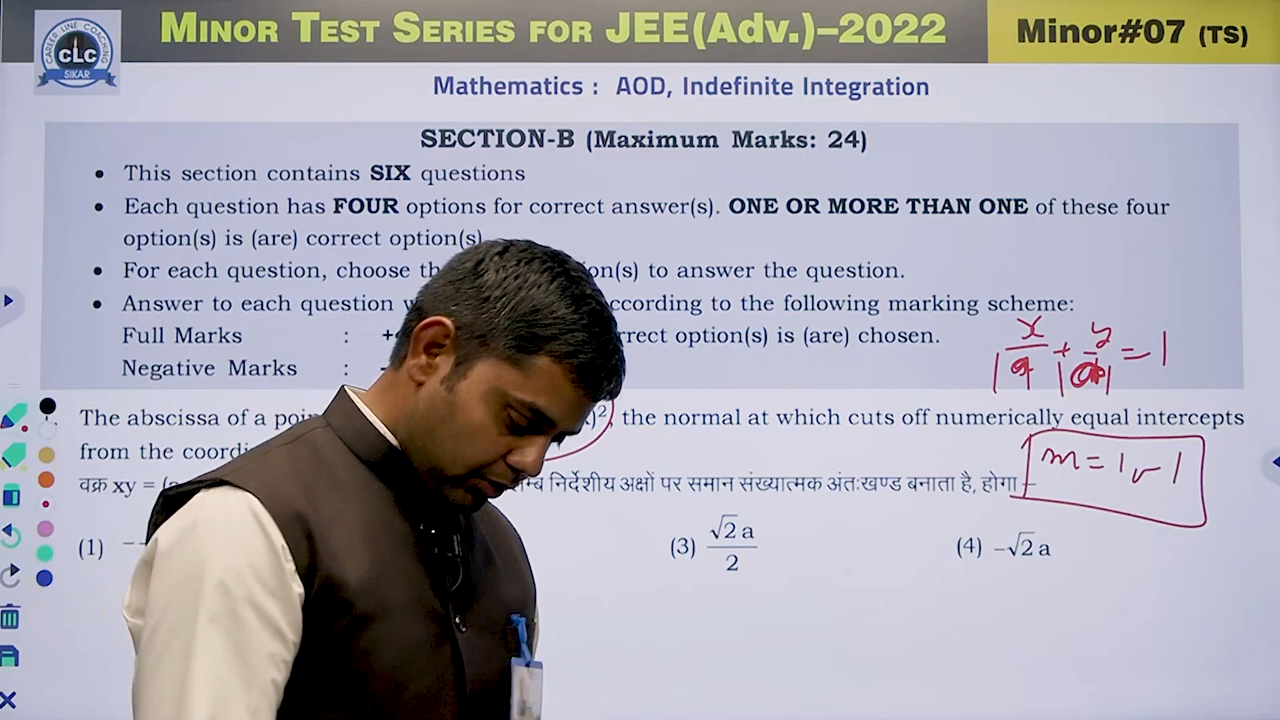 MINOR TEST SERIES FOR JEE(Adv.)–2022
Minor#07 (TS)
CAREER LINE COACHING
CLC
SIKAR
Mathematics : AOD, Indefinite Integration
SECTION-B (Maximum Marks: 24)
• This section contains SIX questions
• Each question has FOUR options for correct answer(s). ONE OR MORE THAN ONE of these four
option(s) is (are) correct option(s)
• For each question, choose on(s) to answer the question.
• Answer to each question ccording to the following marking scheme:
Full Marks : + rrect option(s) is (are) chosen.
Negative Marks :
x/|a| + y/|a| = 1
The abscissa of a )², the normal at which cuts off numerically equal intercepts
from the
m = 1, -1
वक्र xy = निर्देशीय अक्षों पर समान संख्यात्मक अंतःखण्ड बनाता है, होगा –
(1) – (3) √2 a / 2 (4) –√2 a